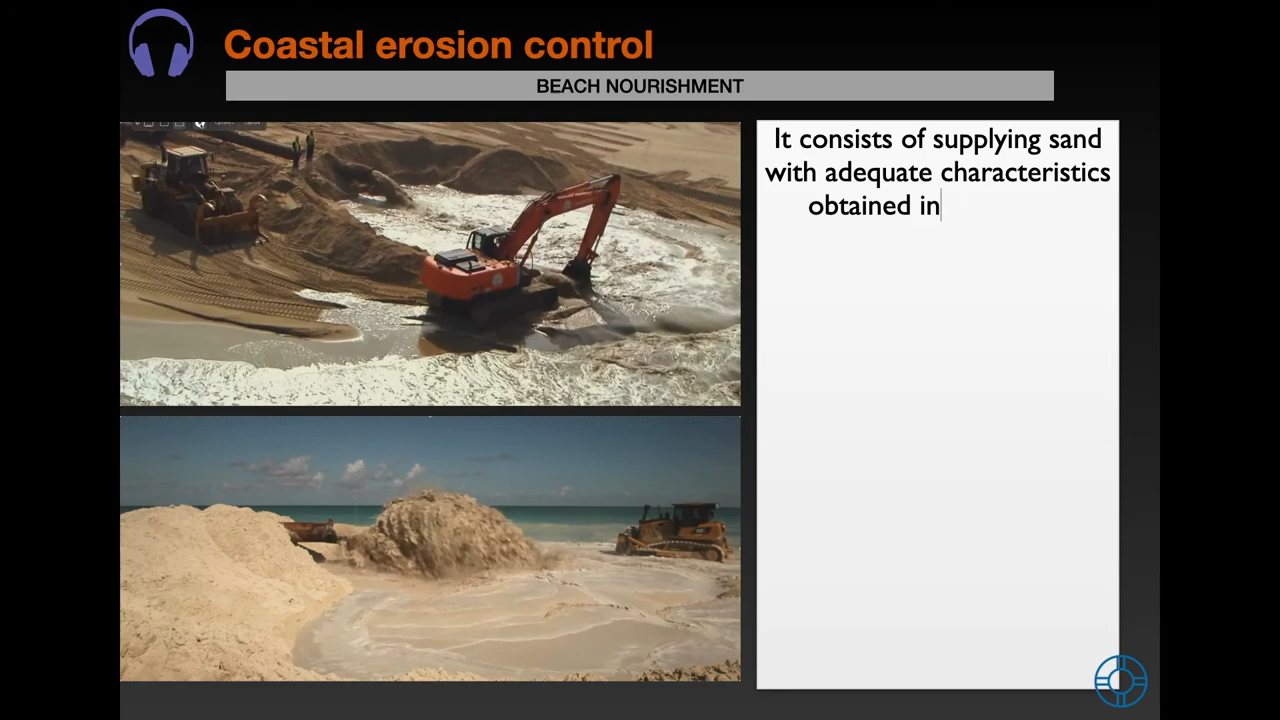 Coastal erosion control
BEACH NOURISHMENT
It consists of supplying sand
with adequate characteristics
obtained in